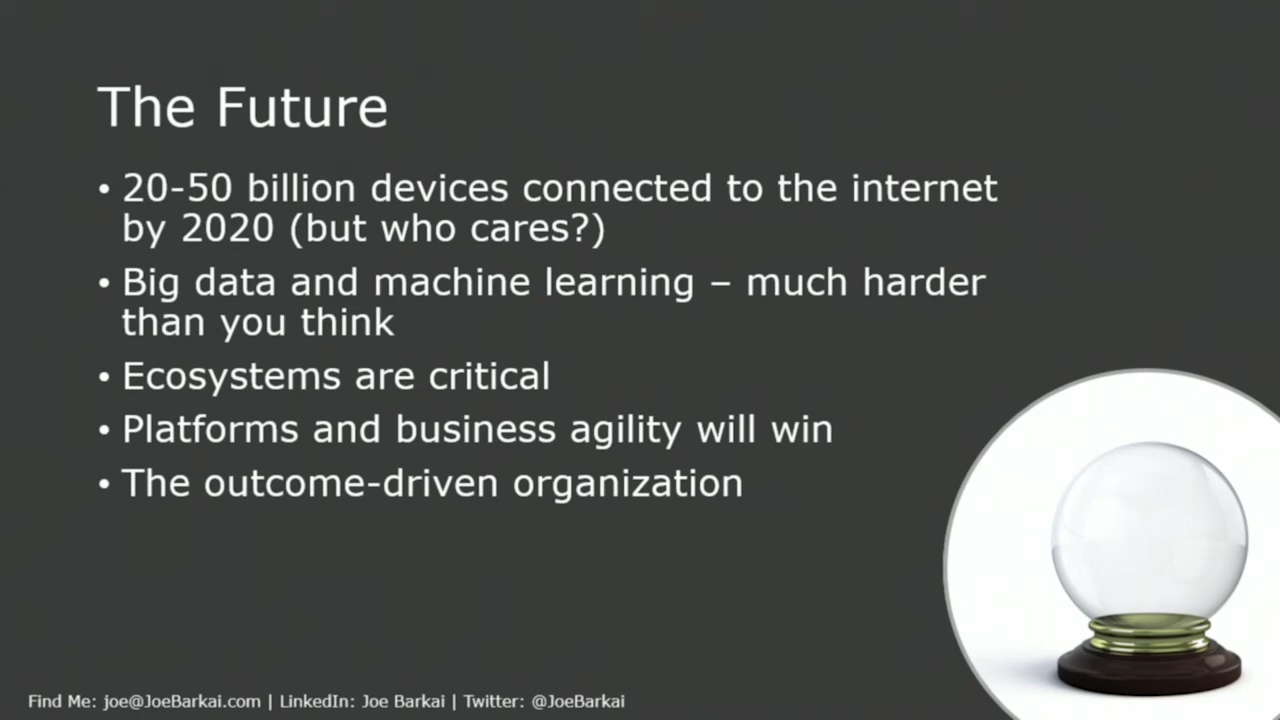 The Future
• 20-50 billion devices connected to the internet
by 2020 (but who cares?)
• Big data and machine learning – much harder
than you think
• Ecosystems are critical
• Platforms and business agility will win
• The outcome-driven organization
Find Me: joe@JoeBarkai.com | LinkedIn: Joe Barkai | Twitter: @JoeBarkai